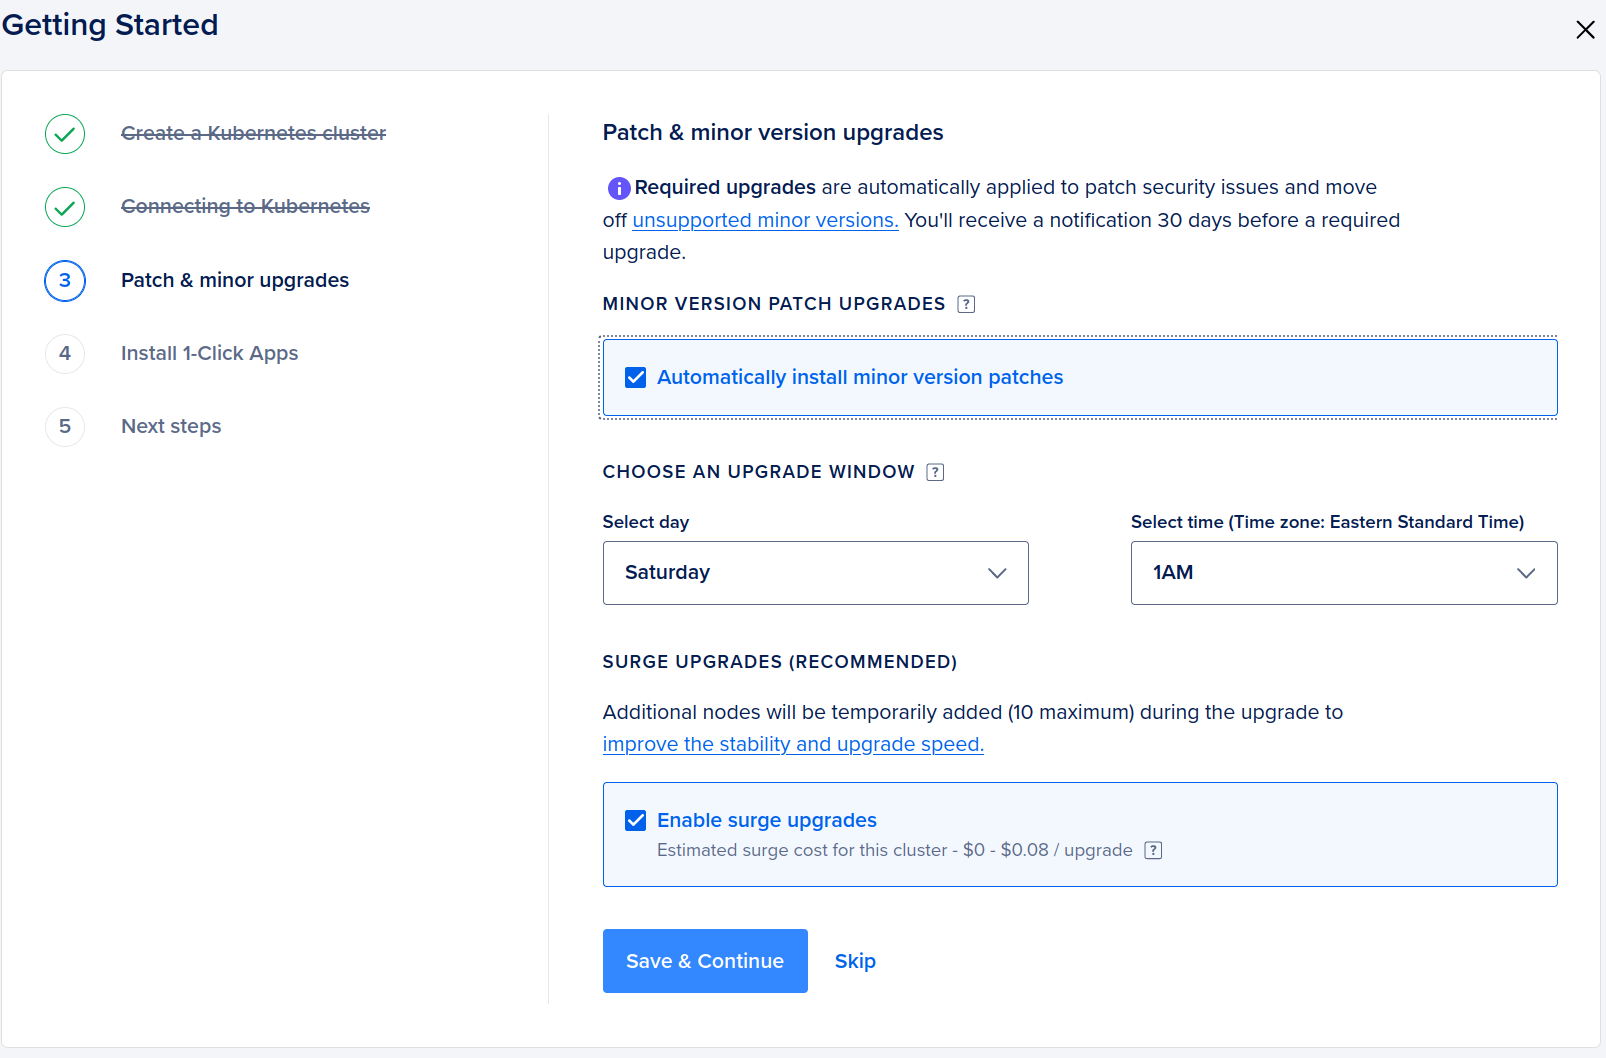 Getting Started
Create a Kubernetes cluster
Connecting to Kubernetes
3 Patch & minor upgrades
4 Install 1-Click Apps
5 Next steps
Patch & minor version upgrades
i Required upgrades are automatically applied to patch security issues and move
off unsupported minor versions. You'll receive a notification 30 days before a required
upgrade.
MINOR VERSION PATCH UPGRADES ?
Automatically install minor version patches
CHOOSE AN UPGRADE WINDOW ?
Select day
Saturday
Select time (Time zone: Eastern Standard Time)
1AM
SURGE UPGRADES (RECOMMENDED)
Additional nodes will be temporarily added (10 maximum) during the upgrade to
improve the stability and upgrade speed.
Enable surge upgrades
Estimated surge cost for this cluster - $0 - $0.08 / upgrade ?
Save & Continue
Skip